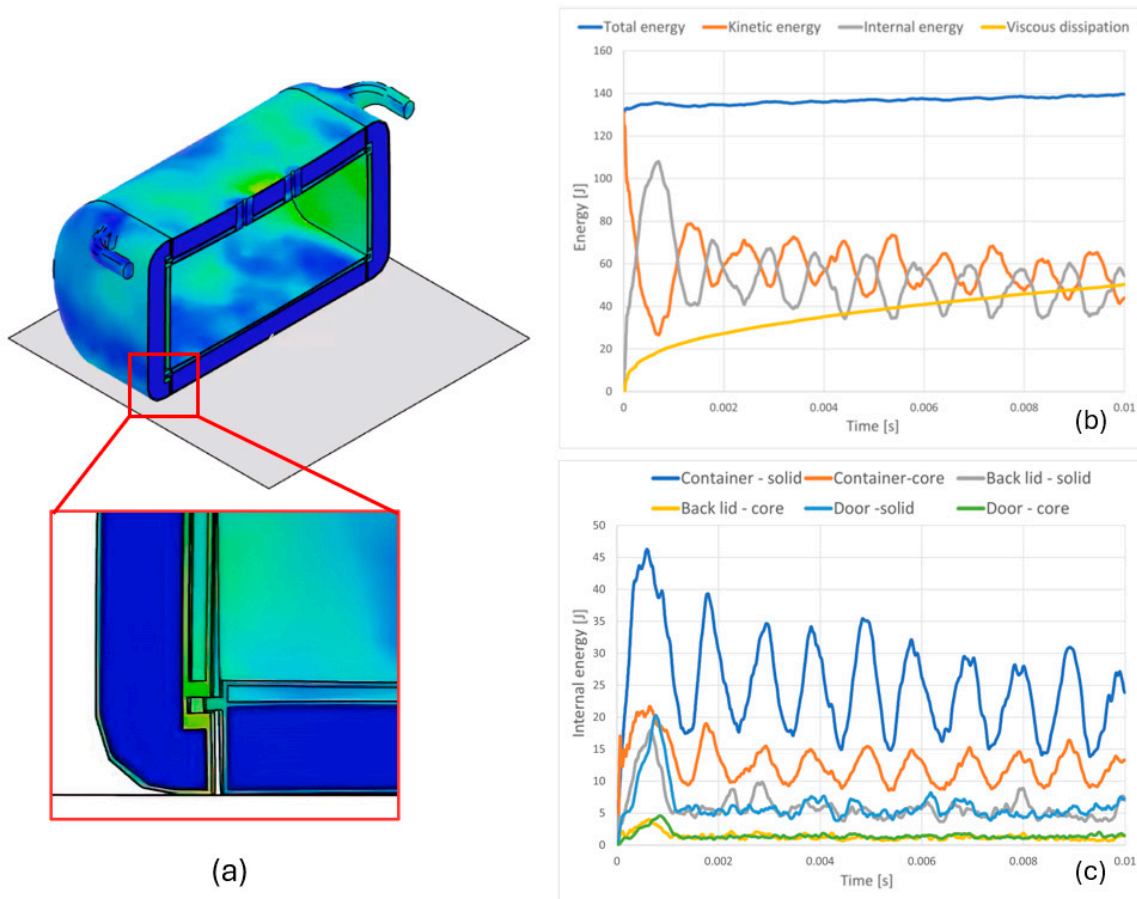 Total energy Kinetic energy Internal energy Viscous dissipation
160
140
120
100
80
60
40
20
0
Energy [J]
0 0.002 0.004 0.006 0.008 0.01
Time [s]
(b)
Container - solid Container-core Back lid - solid
Back lid - core Door -solid Door - core
50
45
40
35
30
25
20
15
10
5
0
Internal energy [J]
0 0.002 0.004 0.006 0.008 0.01
Time [s]
(c)
(a)